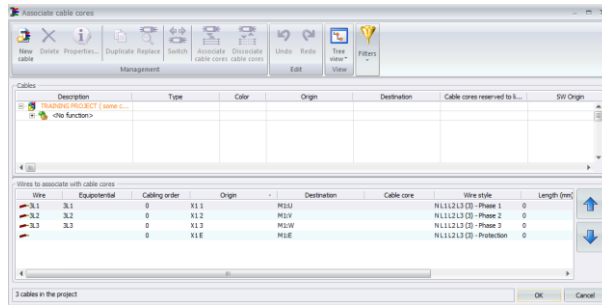 Associate cable cores
New cable
Delete
Properties...
Duplicate
Replace
Switch
Associate cable cores
Dissociate cable cores
Undo
Redo
Tree view
Filters
Management
Edit
View
Cables
Description Type Color Origin Destination Cable cores reserved to li... SW Origin
TRAINING PROJECT ( some c...
<No function>
Wires to associate with cable cores
Wire Equipotential Cabling order Origin Destination Cable core Wire style Length (mm)
3L1 3L1 0 X1 1 M1:U N L1 L2 L3 (3) - Phase 1 0
3L2 3L2 0 X1 2 M1:V N L1 L2 L3 (3) - Phase 2 0
3L3 3L3 0 X1 3 M1:W N L1 L2 L3 (3) - Phase 3 0
0 X1 E M1:E N L1 L2 L3 (3) - Protection 0
3 cables in the project
OK Cancel